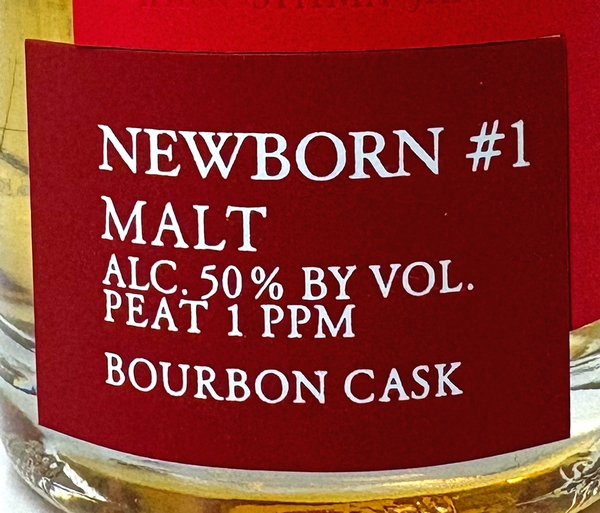 NEWBORN #1
MALT
ALC. 50% BY VOL.
PEAT 1 PPM
BOURBON CASK